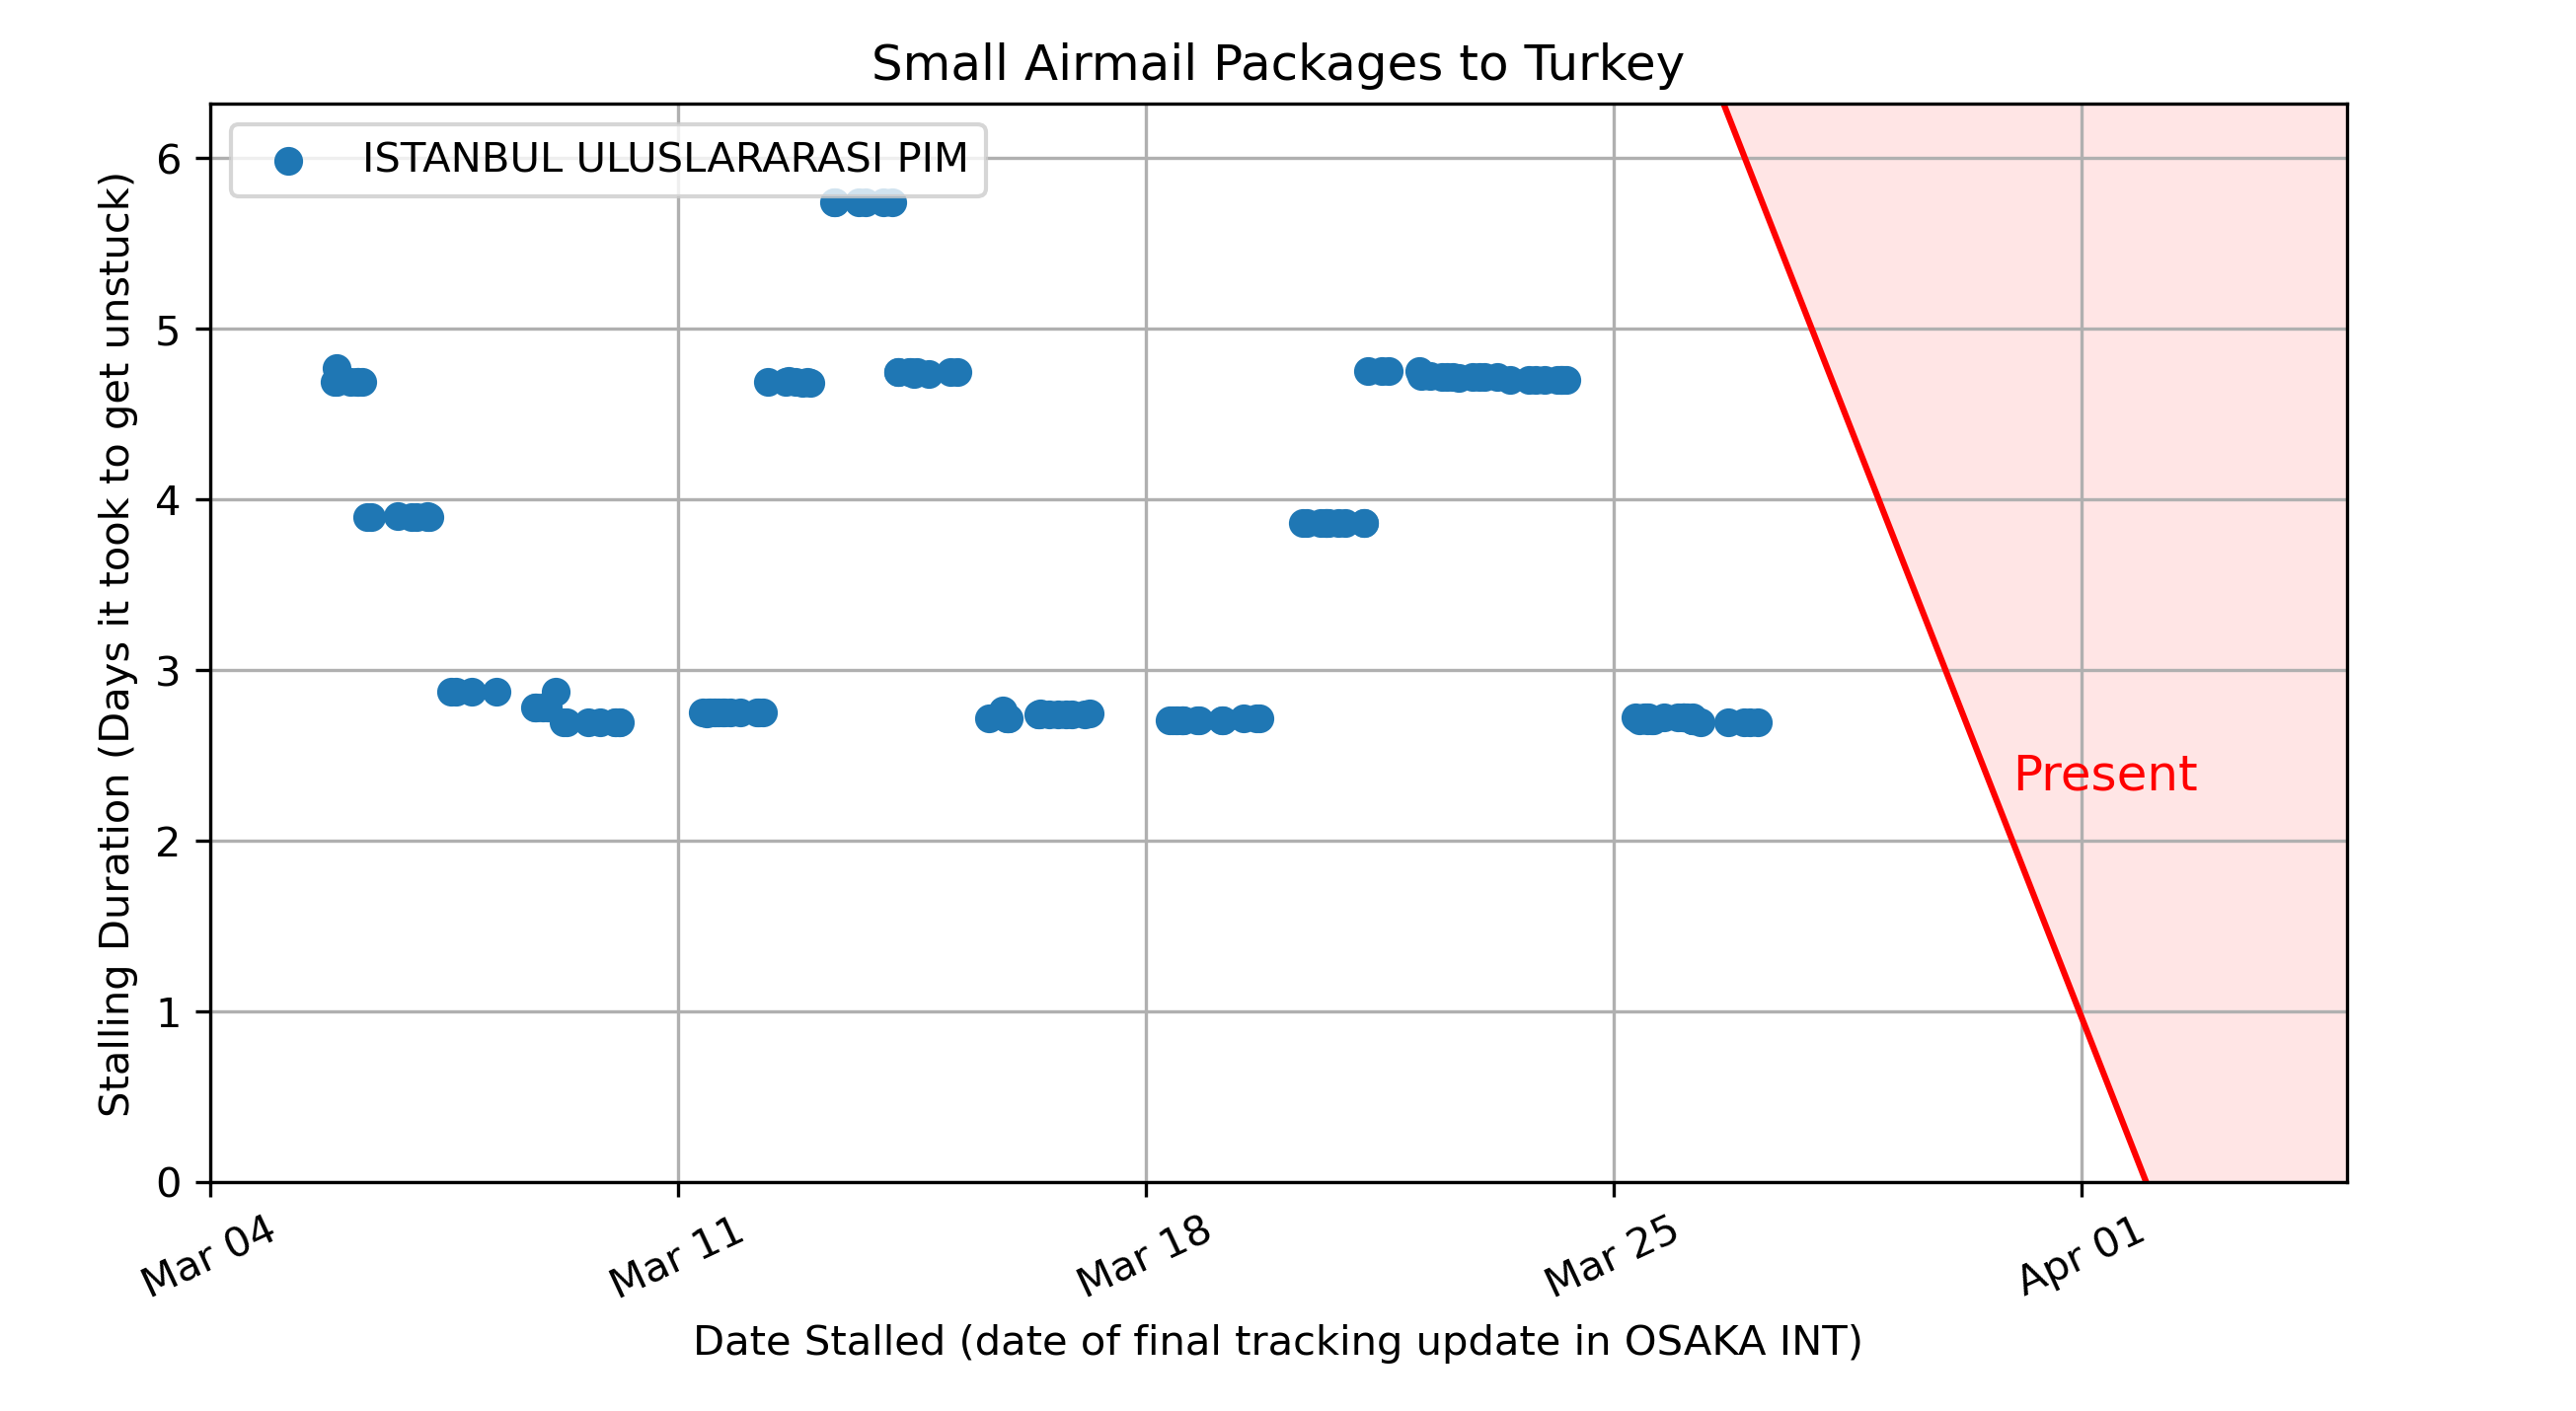 Small Airmail Packages to Turkey
ISTANBUL ULUSLARARASI PIM
Stalling Duration (Days it took to get unstuck)
6
5
4
3
2
1
0
Present
Mar 04
Mar 11
Mar 18
Mar 25
Apr 01
Date Stalled (date of final tracking update in OSAKA INT)